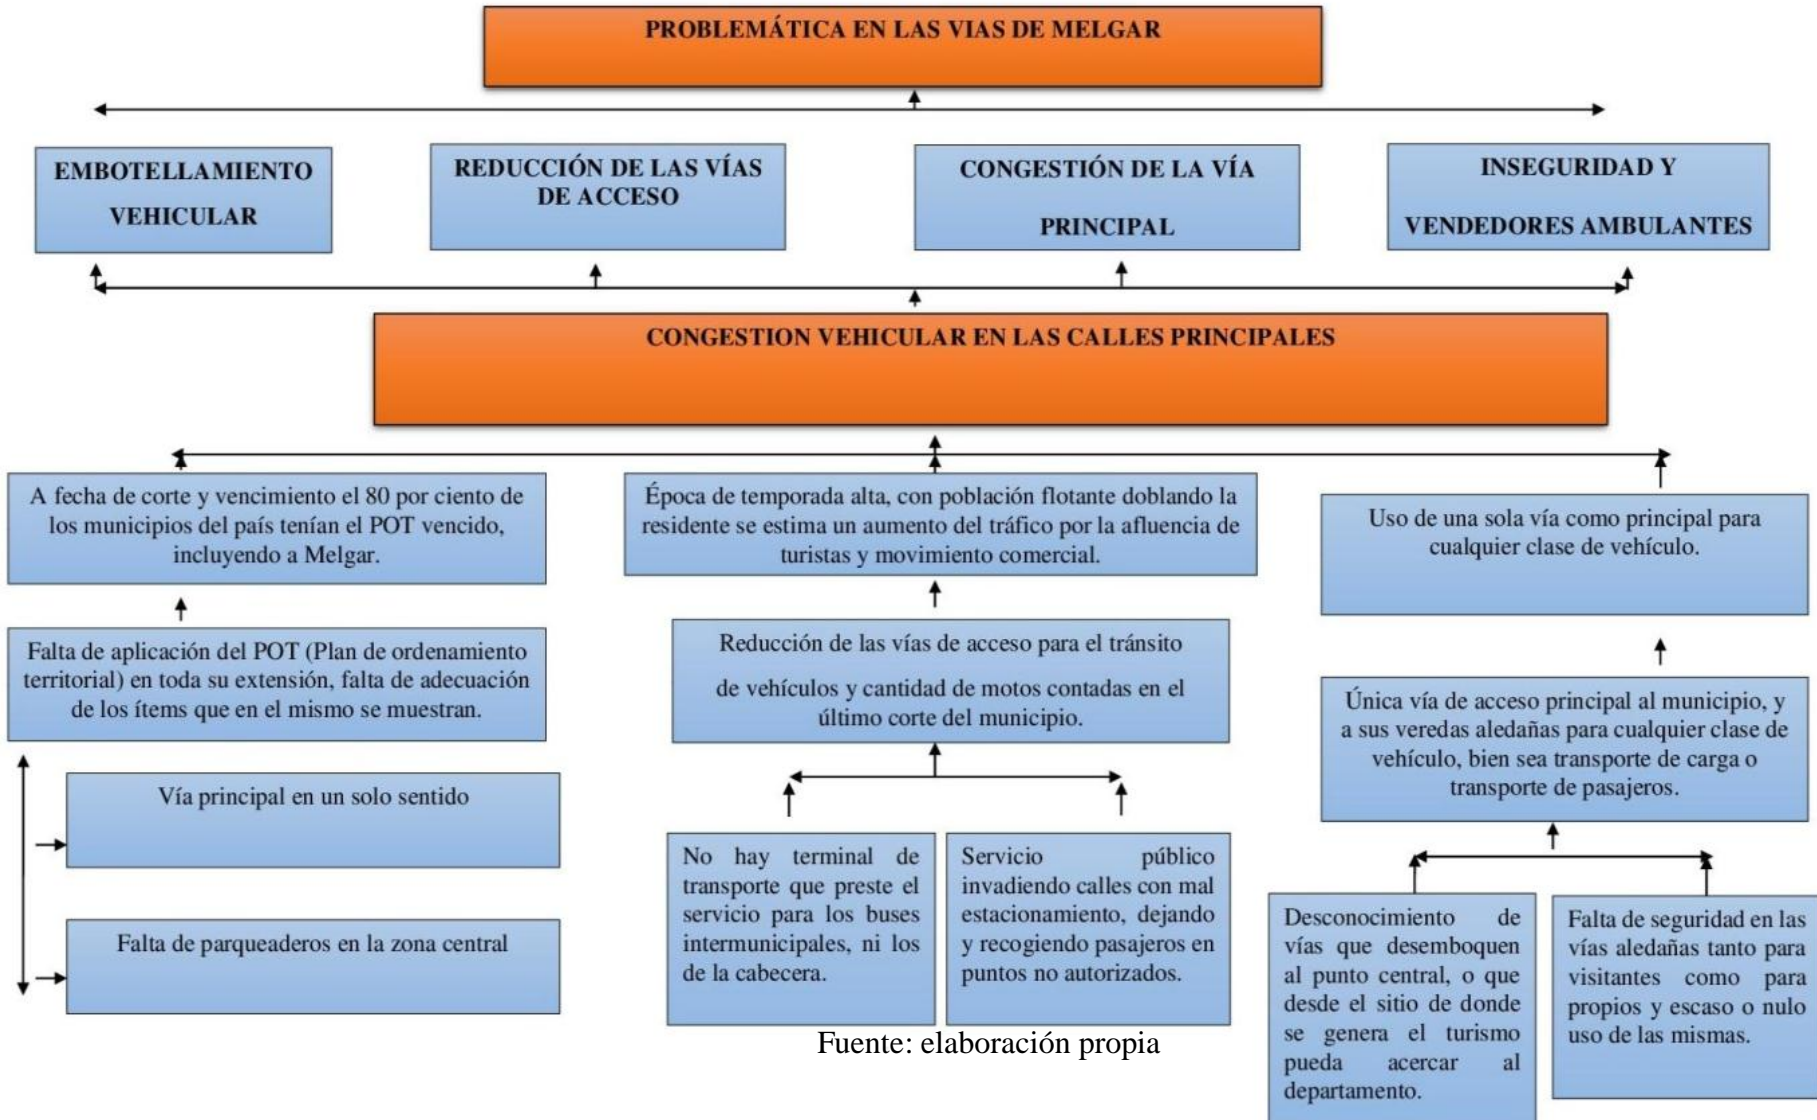 PROBLEMÁTICA EN LAS VIAS DE MELGAR
EMBOTELLAMIENTO
VEHICULAR
REDUCCIÓN DE LAS VÍAS
DE ACCESO
CONGESTIÓN DE LA VÍA
PRINCIPAL
INSEGURIDAD Y
VENDEDORES AMBULANTES
CONGESTION VEHICULAR EN LAS CALLES PRINCIPALES
A fecha de corte y vencimiento el 80 por ciento de
los municipios del país tenían el POT vencido,
incluyendo a Melgar.
Falta de aplicación del POT (Plan de ordenamiento
territorial) en toda su extensión, falta de adecuación
de los ítems que en el mismo se muestran.
Vía principal en un solo sentido
Falta de parqueaderos en la zona central
Época de temporada alta, con población flotante doblando la
residente se estima un aumento del tráfico por la afluencia de
turistas y movimiento comercial.
Reducción de las vías de acceso para el tránsito
de vehículos y cantidad de motos contadas en el
último corte del municipio.
No hay terminal de
transporte que preste el
servicio para los buses
intermunicipales, ni los
de la cabecera.
Servicio público
invadiendo calles con mal
estacionamiento, dejando
y recogiendo pasajeros en
puntos no autorizados.
Uso de una sola vía como principal para
cualquier clase de vehículo.
Única vía de acceso principal al municipio, y
a sus veredas aledañas para cualquier clase de
vehículo, bien sea transporte de carga o
transporte de pasajeros.
Desconocimiento de
vías que desemboquen
al punto central, o que
desde el sitio de donde
se genera el turismo
pueda acercar al
departamento.
Falta de seguridad en las
vías aledañas tanto para
visitantes como para
propios y escaso o nulo
uso de las mismas.
Fuente: elaboración propia